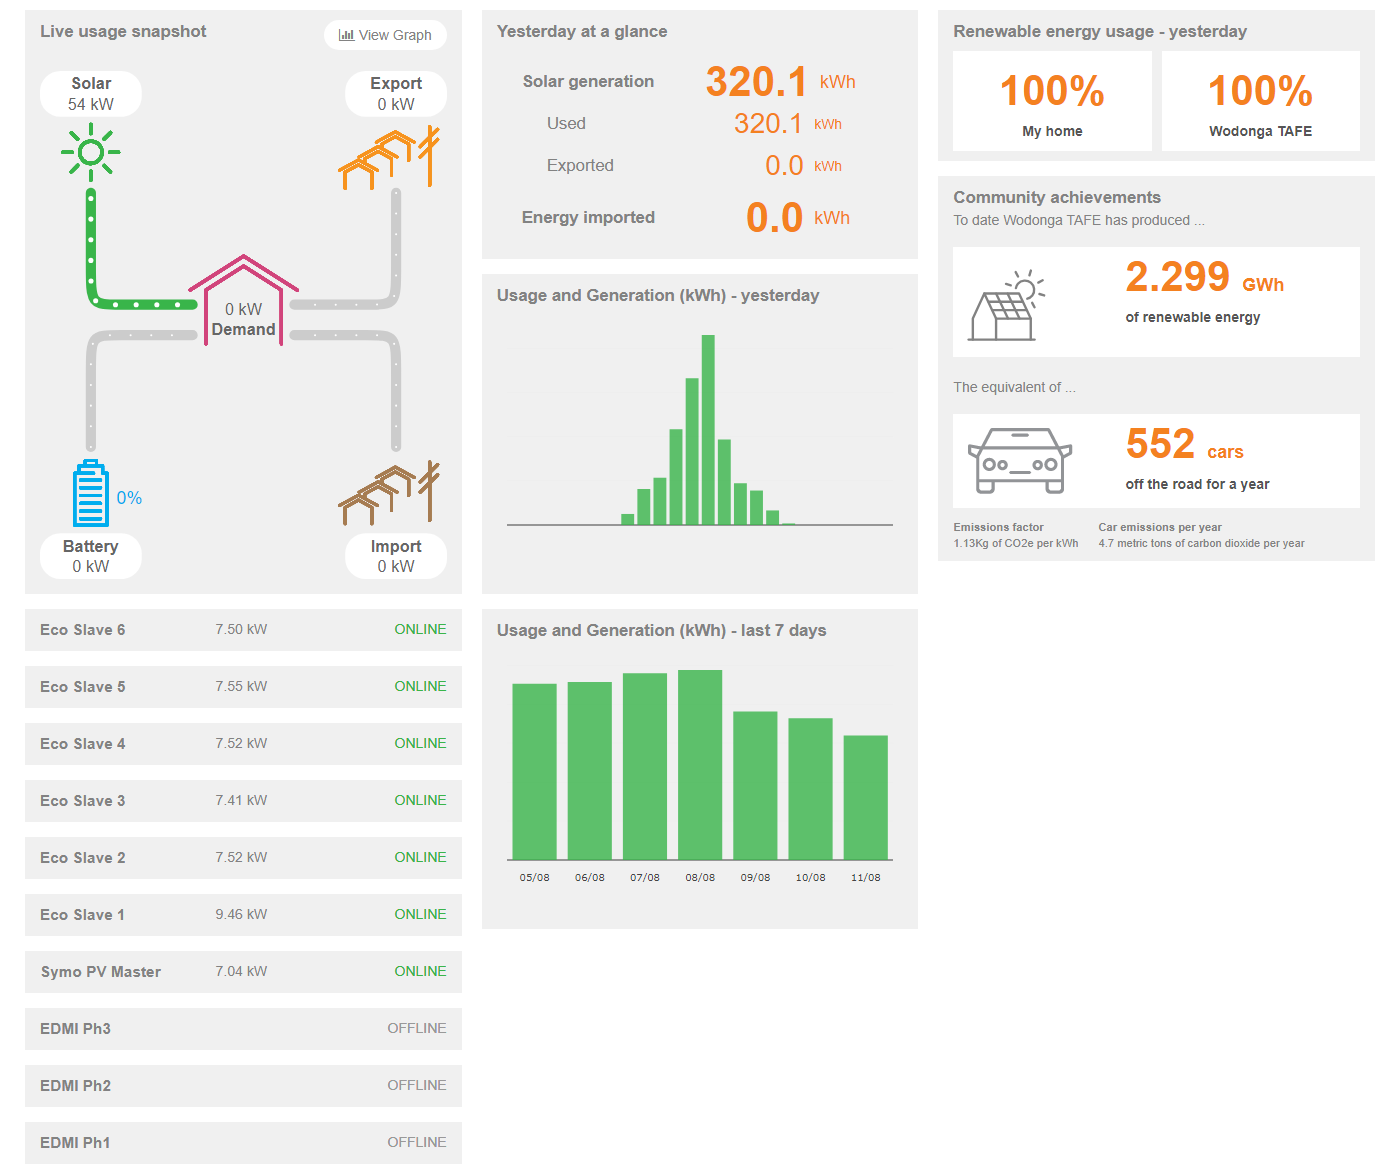 Live usage snapshot
View Graph
Solar
54 kW
Export
0 kW
0 kW
Demand
0%
Battery
0 kW
Import
0 kW
Eco Slave 6 7.50 kW ONLINE
Eco Slave 5 7.55 kW ONLINE
Eco Slave 4 7.52 kW ONLINE
Eco Slave 3 7.41 kW ONLINE
Eco Slave 2 7.52 kW ONLINE
Eco Slave 1 9.46 kW ONLINE
Symo PV Master 7.04 kW ONLINE
EDMI Ph3 OFFLINE
EDMI Ph2 OFFLINE
EDMI Ph1 OFFLINE
Yesterday at a glance
Solar generation 320.1 kWh
Used 320.1 kWh
Exported 0.0 kWh
Energy imported 0.0 kWh
Usage and Generation (kWh) - yesterday
Usage and Generation (kWh) - last 7 days
05/08 06/08 07/08 08/08 09/08 10/08 11/08
Renewable energy usage - yesterday
100%
My home
100%
Wodonga TAFE
Community achievements
To date Wodonga TAFE has produced ...
2.299 GWh
of renewable energy
The equivalent of ...
552 cars
off the road for a year
Emissions factor
1.13Kg of CO2e per kWh
Car emissions per year
4.7 metric tons of carbon dioxide per year